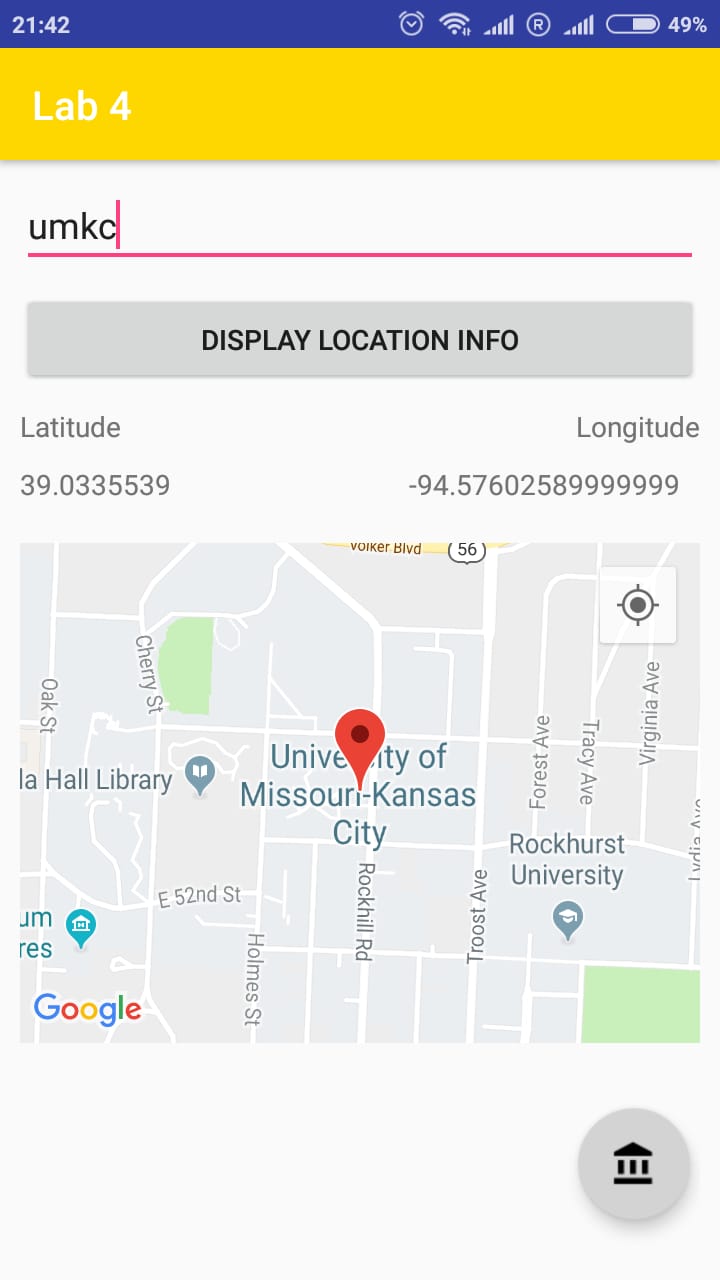 21:42 R 49%
Lab 4
umkc
DISPLAY LOCATION INFO
Latitude Longitude
39.0335539 -94.57602589999999
Volker Blvd 56
Cherry St
Oak St
Virginia Ave
Forest Ave
Tracy Ave
University of
Missouri-Kansas
City
la Hall Library
Rockhurst
University
Lydia Ave
Rockhill Rd
Troost Ave
E 52nd St
um
res
Holmes St
Google